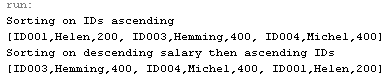 run:
Sorting on IDs ascending
[ID001,Helen,200, ID003,Hemming,400, ID004,Michel,400]
Sorting on descending salary then ascending IDs
[ID003,Hemming,400, ID004,Michel,400, ID001,Helen,200]